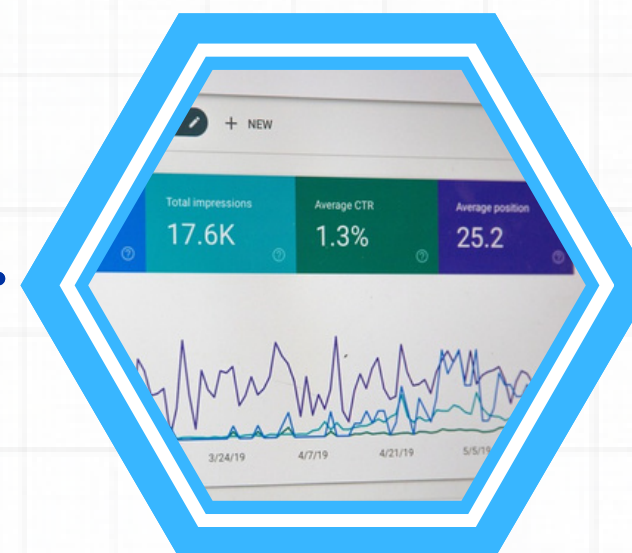 + NEW
Total impressions
17.6K
Average CTR
1.3%
Average position
25.2
3/24/19
4/7/19
4/21/19
5/5/19